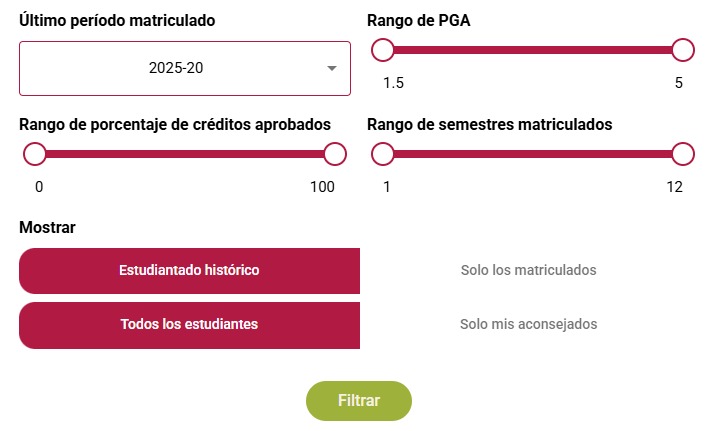 Último período matriculado
2025-20
Rango de PGA
1.5 5
Rango de porcentaje de créditos aprobados
0 100
Rango de semestres matriculados
1 12
Mostrar
Estudiantado histórico Solo los matriculados
Todos los estudiantes Solo mis aconsejados
Filtrar